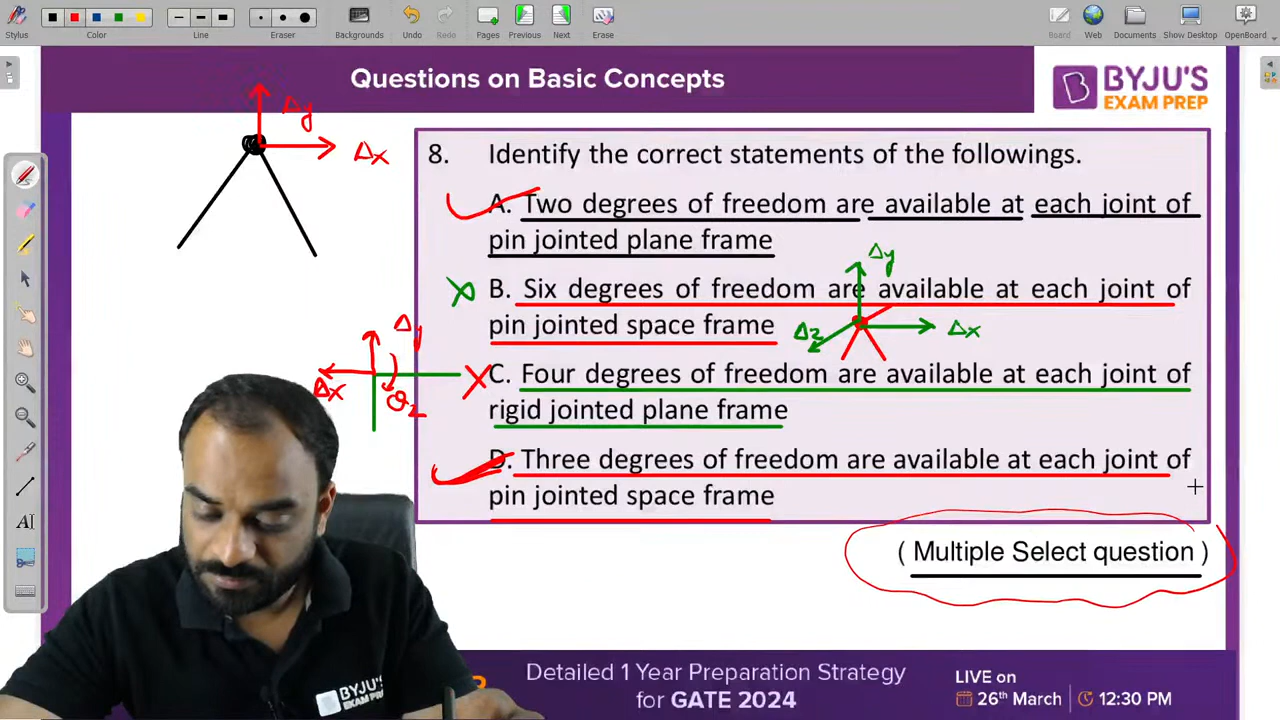 Stylus
Color
Line
Eraser
Backgrounds
Undo
Redo
Pages
Previous
Next
Erase
Board
Web
Documents
Show Desktop
OpenBoard
Questions on Basic Concepts
BYJU'S
EXAM PREP
Δy
Δx
8. Identify the correct statements of the followings.
A. Two degrees of freedom are available at each joint of
pin jointed plane frame
Δy
B. Six degrees of freedom are available at each joint of
pin jointed space frame
Δz
Δx
Δy
Δx
θz
C. Four degrees of freedom are available at each joint of
rigid jointed plane frame
D. Three degrees of freedom are available at each joint of
pin jointed space frame
( Multiple Select question )
BYJU'S
EXAM PREP
Detailed 1 Year Preparation Strategy
for GATE 2024
LIVE on
26th March
12:30 PM